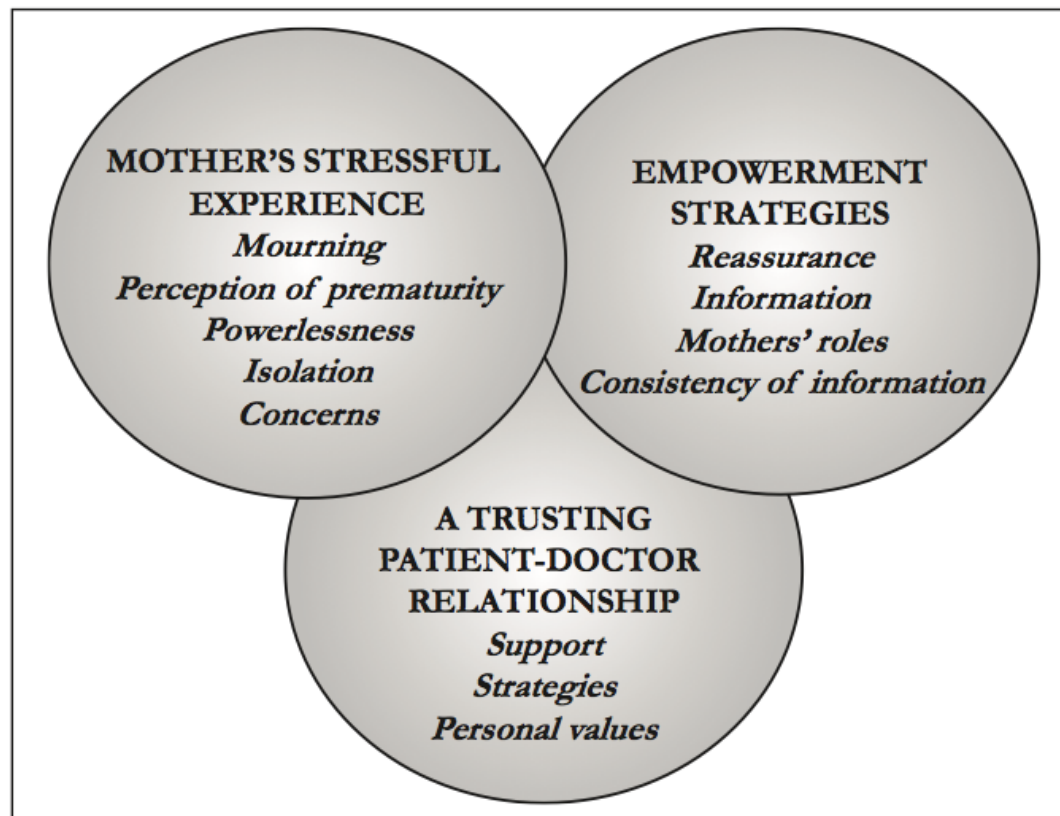 MOTHER’S STRESSFUL
EXPERIENCE
Mourning
Perception of prematurity
Powerlessness
Isolation
Concerns
EMPOWERMENT
STRATEGIES
Reassurance
Information
Mothers’ roles
Consistency of information
A TRUSTING
PATIENT-DOCTOR
RELATIONSHIP
Support
Strategies
Personal values